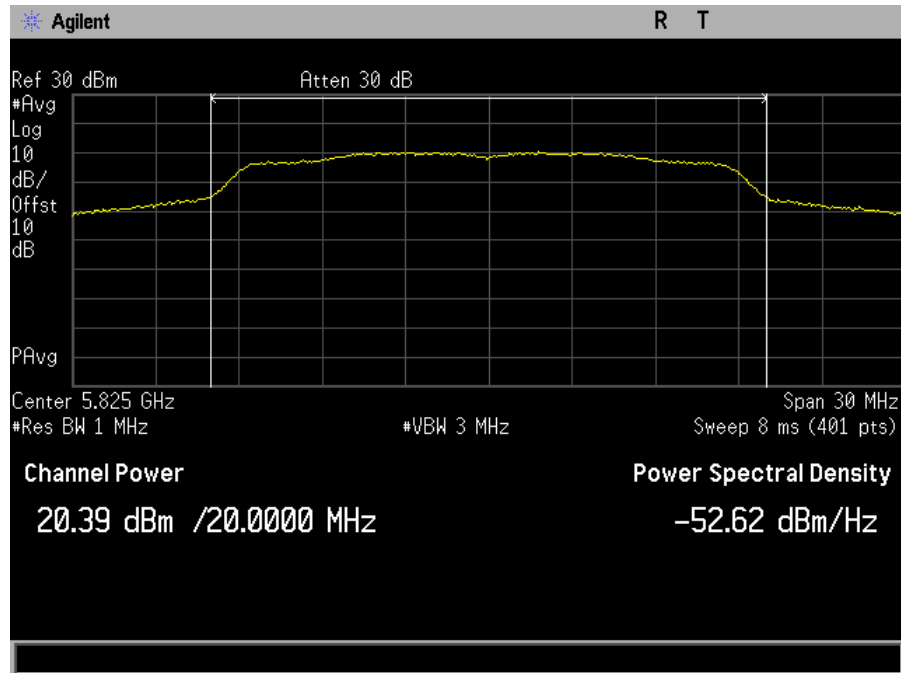 Agilent R T
Ref 30 dBm Atten 30 dB
#Avg
Log
10
dB/
Offst
10
dB
PAvg
Center 5.825 GHz Span 30 MHz
#Res BW 1 MHz #VBW 3 MHz Sweep 8 ms (401 pts)
Channel Power Power Spectral Density
20.39 dBm /20.0000 MHz -52.62 dBm/Hz